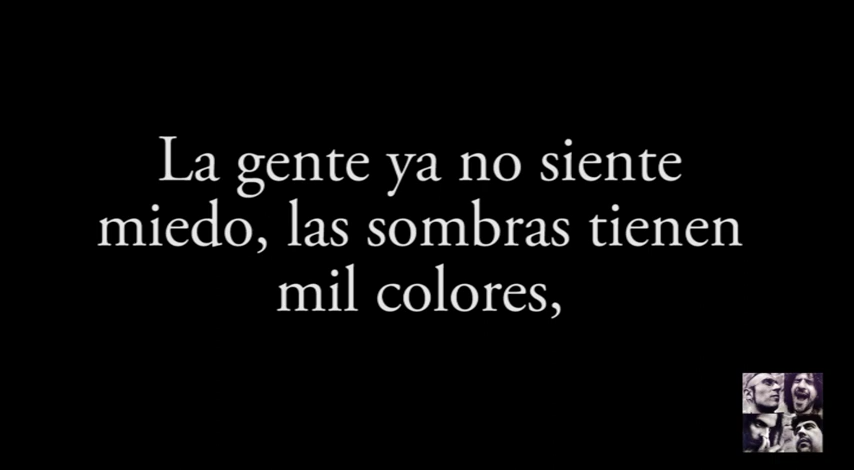 La gente ya no siente
miedo, las sombras tienen
mil colores,